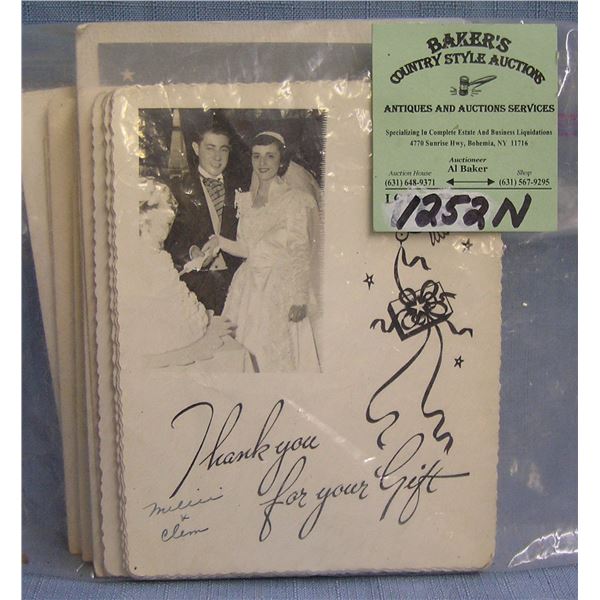 BAKER'S
COUNTRY STYLE AUCTIONS
ANTIQUES AND AUCTIONS SERVICES
Specializing In Complete Estate And Business Liquidations
4770 Sunrise Hwy, Bohemia, NY 11716
Auctioneer
Al Baker
Auction House Shop
(631) 648-9371 (631) 567-9295
1252N
Thank you
for your Gift
&
Clem